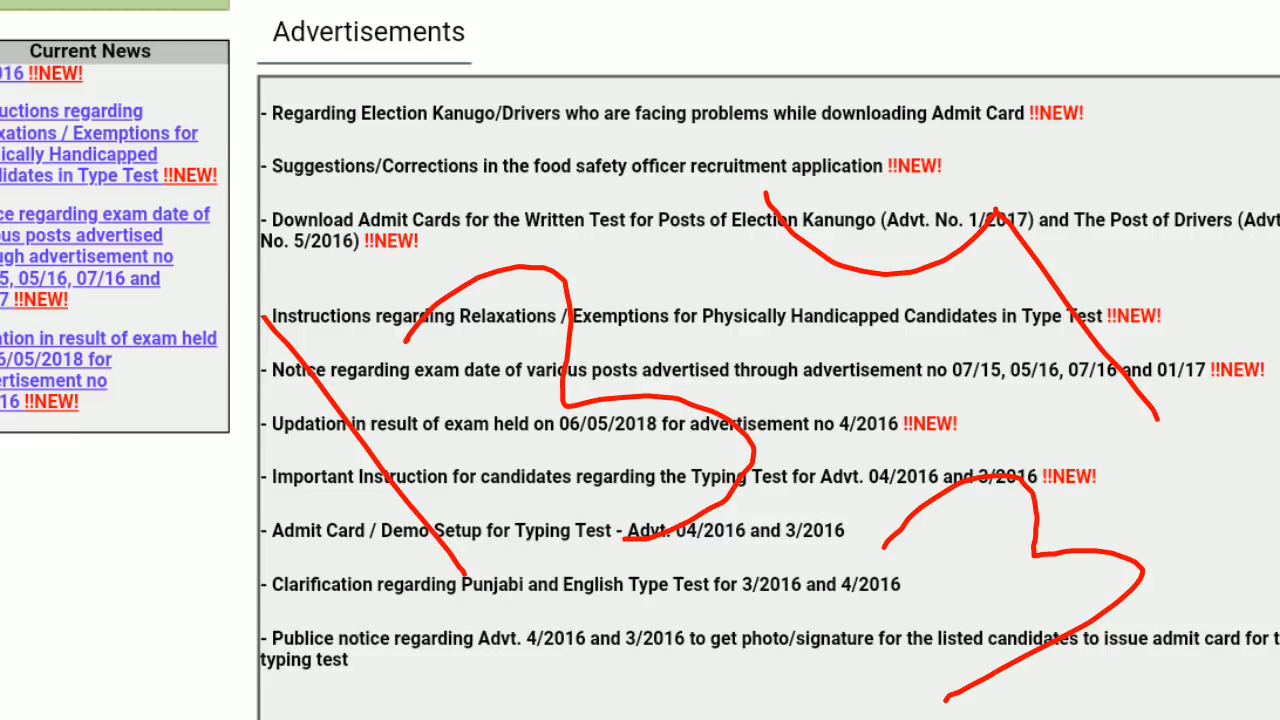 Advertisements
Current News
016 !!NEW!
uctions regarding
xations / Exemptions for
ically Handicapped
lidates in Type Test !!NEW!
ce regarding exam date of
ous posts advertised
ugh advertisement no
5, 05/16, 07/16 and
7 !!NEW!
ation in result of exam held
6/05/2018 for
ertisement no
16 !!NEW!
- Regarding Election Kanugo/Drivers who are facing problems while downloading Admit Card !!NEW!
- Suggestions/Corrections in the food safety officer recruitment application !!NEW!
- Download Admit Cards for the Written Test for Posts of Election Kanungo (Advt. No. 1/2017) and The Post of Drivers (Advt
No. 5/2016) !!NEW!
- Instructions regarding Relaxations / Exemptions for Physically Handicapped Candidates in Type Test !!NEW!
- Notice regarding exam date of various posts advertised through advertisement no 07/15, 05/16, 07/16 and 01/17 !!NEW!
- Updation in result of exam held on 06/05/2018 for advertisement no 4/2016 !!NEW!
- Important Instruction for candidates regarding the Typing Test for Advt. 04/2016 and 3/2016 !!NEW!
- Admit Card / Demo Setup for Typing Test - Advt. 04/2016 and 3/2016
- Clarification regarding Punjabi and English Type Test for 3/2016 and 4/2016
- Publice notice regarding Advt. 4/2016 and 3/2016 to get photo/signature for the listed candidates to issue admit card for t
typing test